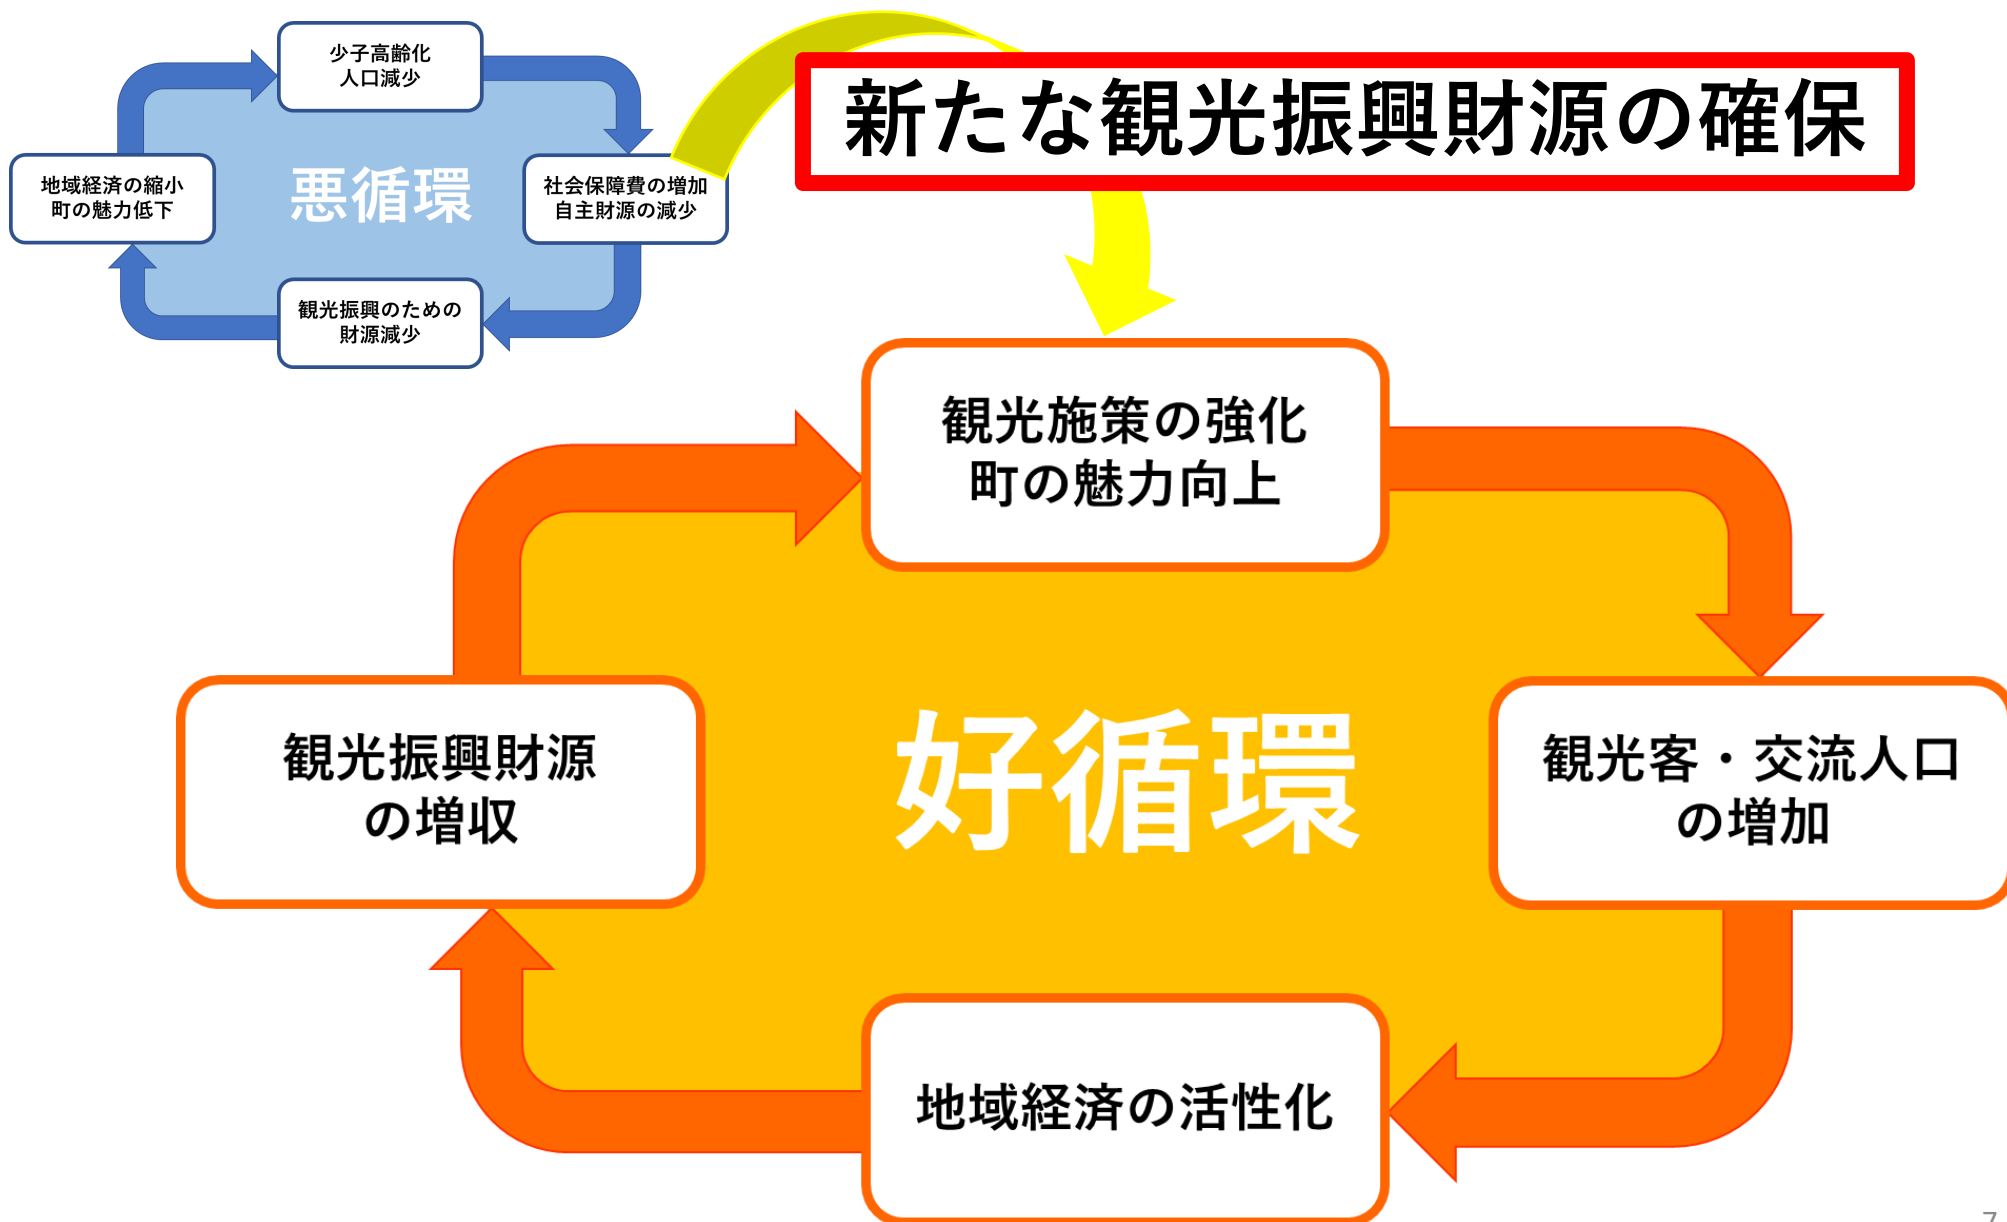 新たな観光振興財源の確保
少子高齢化
人口減少
悪循環
地域経済の縮小
町の魅力低下
社会保障費の増加
自主財源の減少
観光振興のための
財源減少
観光施策の強化
町の魅力向上
好循環
観光振興財源
の増収
観光客・交流人口
の増加
地域経済の活性化
7